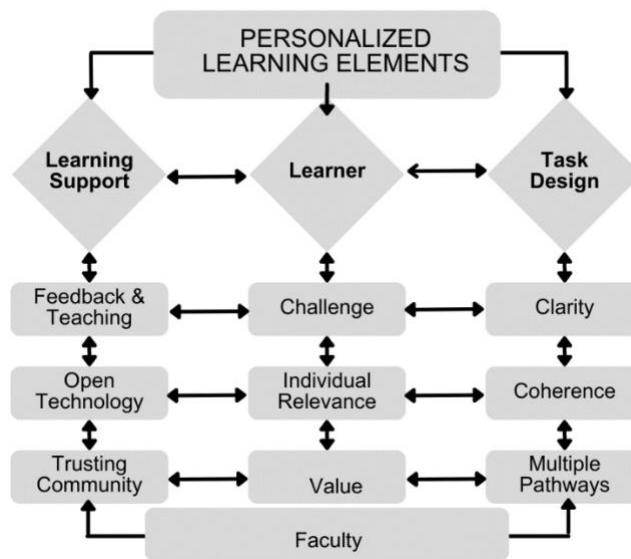 PERSONALIZED
LEARNING ELEMENTS
Learning
Support
Learner
Task
Design
Feedback &
Teaching
Challenge
Clarity
Open
Technology
Individual
Relevance
Coherence
Trusting
Community
Value
Multiple
Pathways
Faculty